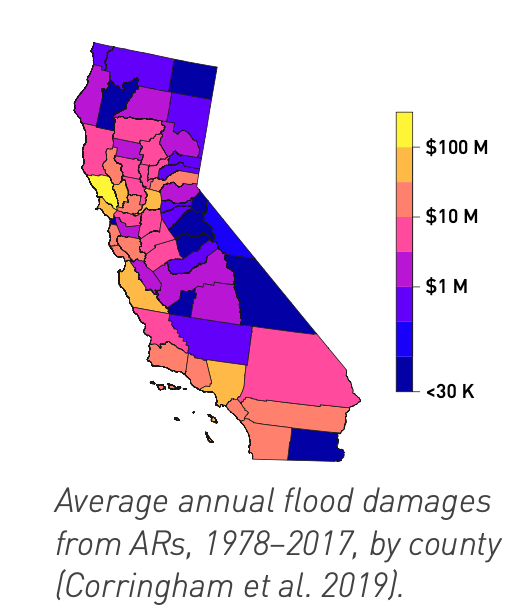 $100 M
$10 M
$1 M
<30 K
Average annual flood damages
from ARs, 1978–2017, by county
(Corringham et al. 2019).